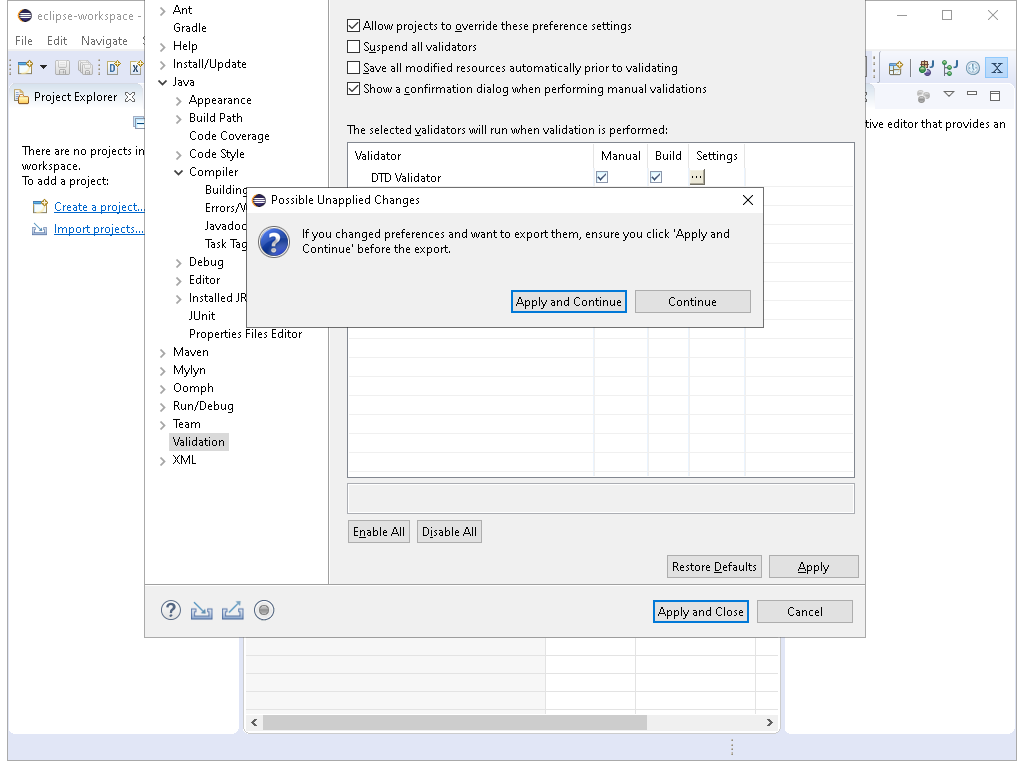 eclipse-workspace -
File Edit Navigate
Project Explorer
There are no projects in
workspace.
To add a project:
Create a project...
Import projects...
Ant
Gradle
Help
Install/Update
Java
Appearance
Build Path
Code Coverage
Code Style
Compiler
Building
Errors/W
Javadoc
Task Tag
Debug
Editor
Installed JR
JUnit
Properties Files Editor
Maven
Mylyn
Oomph
Run/Debug
Team
Validation
XML
Allow projects to override these preference settings
Suspend all validators
Save all modified resources automatically prior to validating
Show a confirmation dialog when performing manual validations
The selected validators will run when validation is performed:
Validator Manual Build Settings
DTD Validator ...
Possible Unapplied Changes
If you changed preferences and want to export them, ensure you click 'Apply and
Continue' before the export.
Apply and Continue Continue
Enable All Disable All
Restore Defaults Apply
Apply and Close Cancel
tive editor that provides an